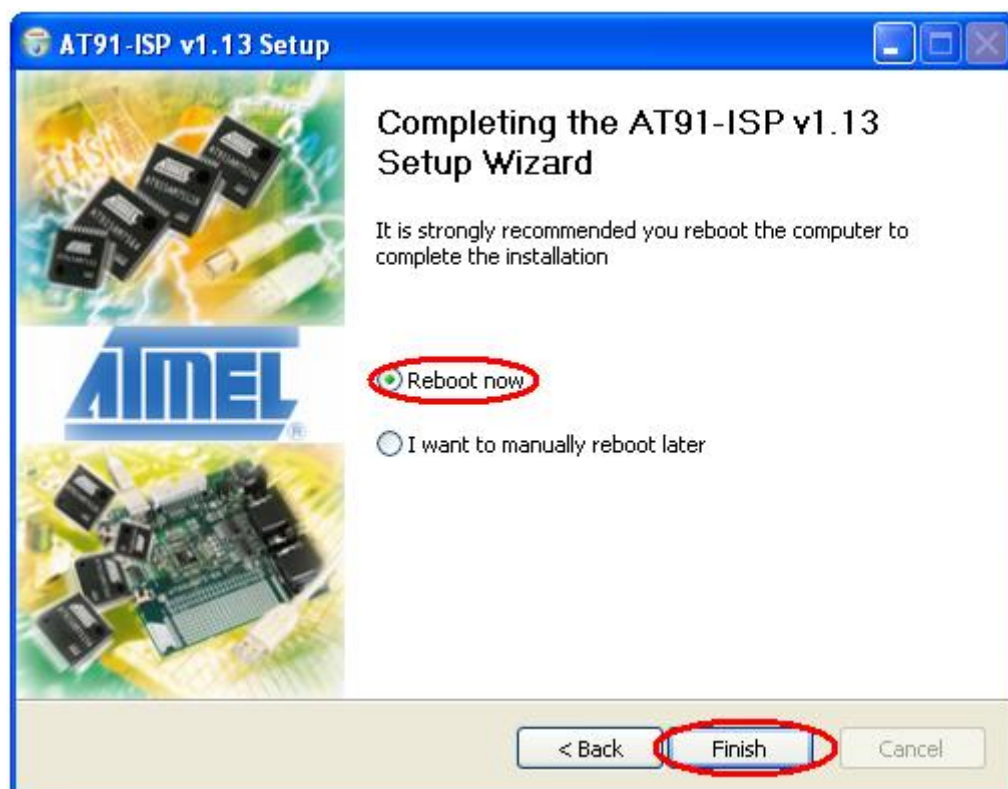 AT91-ISP v1.13 Setup
Completing the AT91-ISP v1.13
Setup Wizard
It is strongly recommended you reboot the computer to
complete the installation
FLASH
ATMEL
®
Reboot now
I want to manually reboot later
< Back
Finish
Cancel